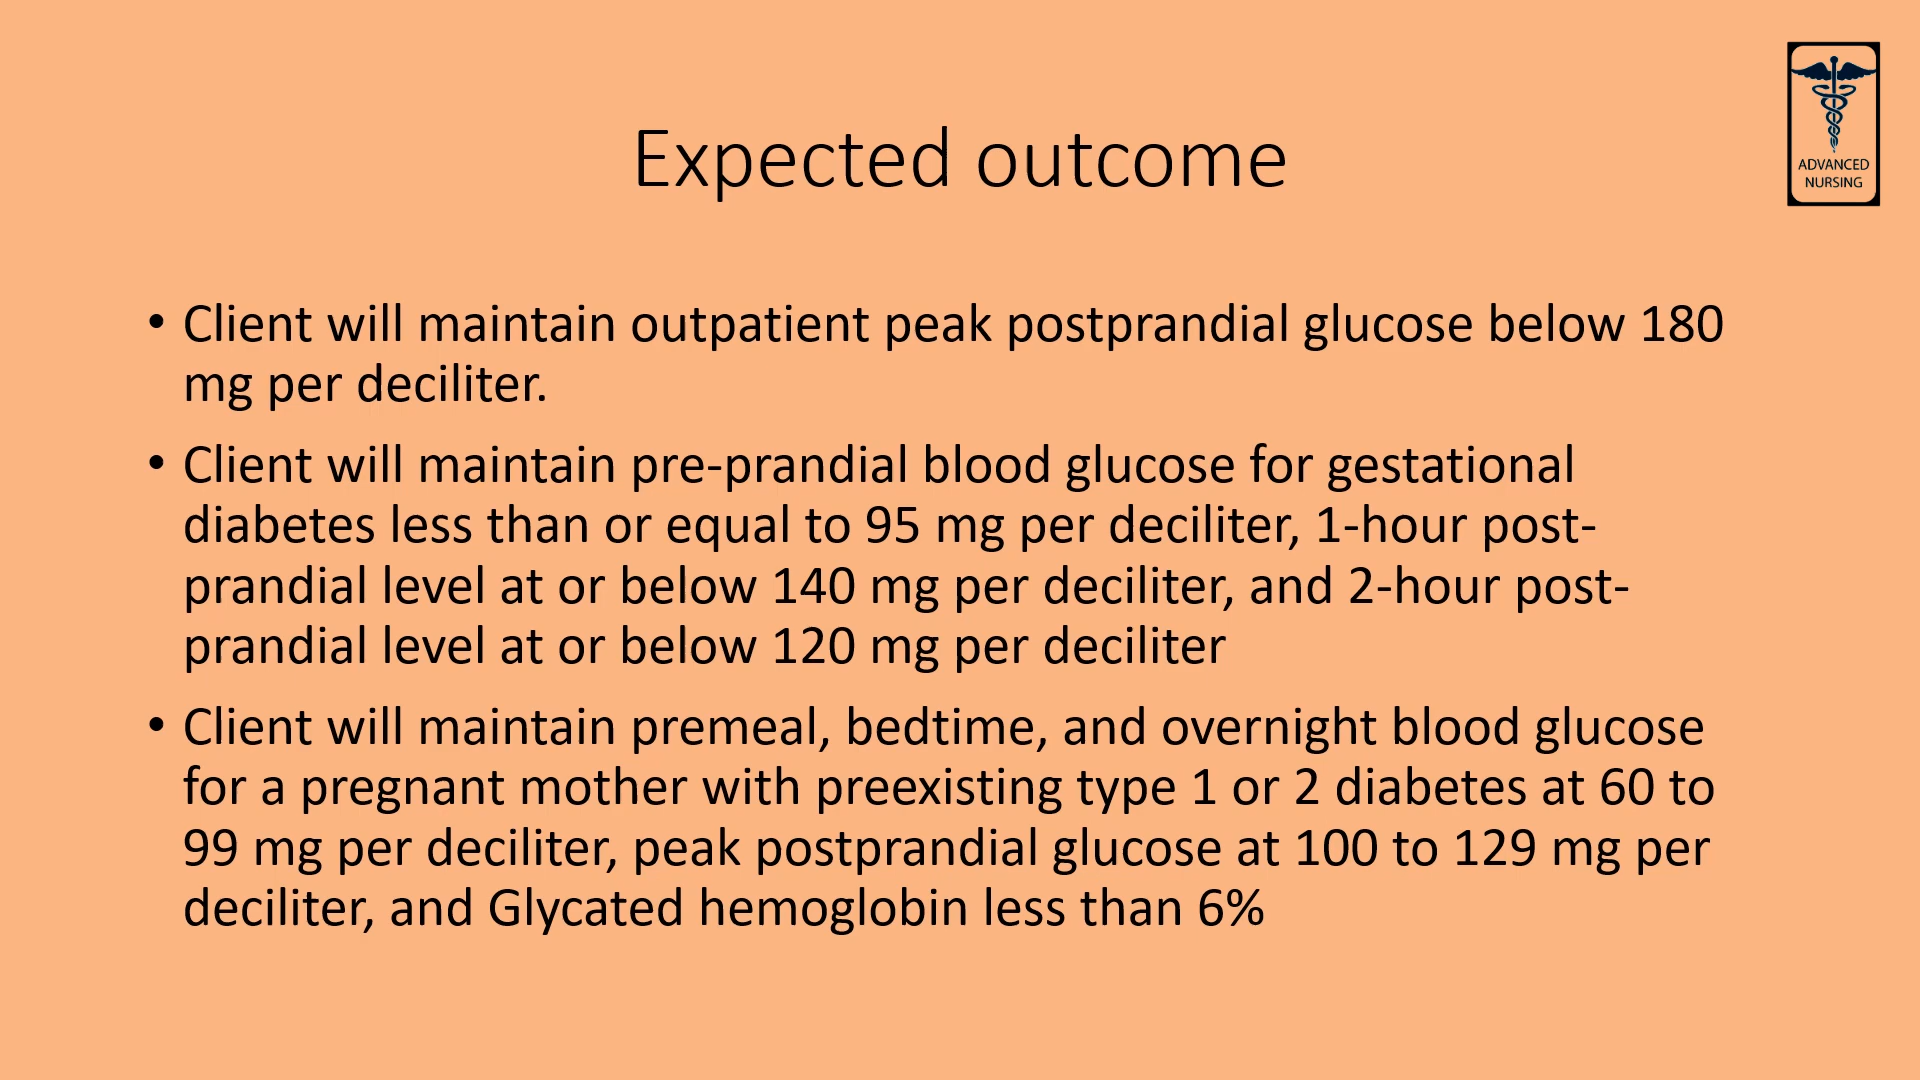 ADVANCED
NURSING
Expected outcome
• Client will maintain outpatient peak postprandial glucose below 180
mg per deciliter.
• Client will maintain pre-prandial blood glucose for gestational
diabetes less than or equal to 95 mg per deciliter, 1-hour post-
prandial level at or below 140 mg per deciliter, and 2-hour post-
prandial level at or below 120 mg per deciliter
• Client will maintain premeal, bedtime, and overnight blood glucose
for a pregnant mother with preexisting type 1 or 2 diabetes at 60 to
99 mg per deciliter, peak postprandial glucose at 100 to 129 mg per
deciliter, and Glycated hemoglobin less than 6%